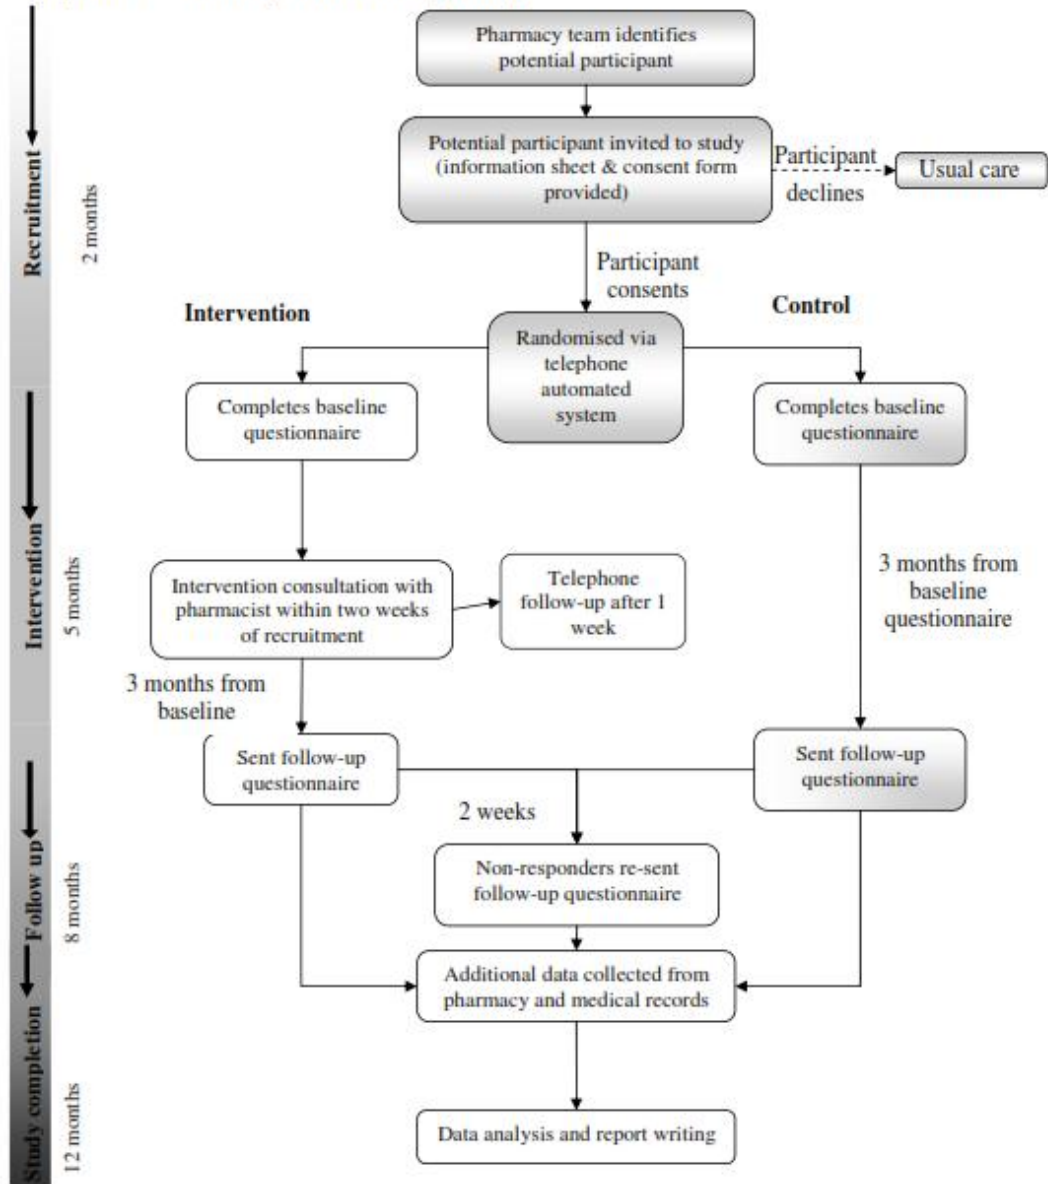 Pharmacy team identifies
potential participant
Potential participant invited to study
(information sheet & consent form
provided)
Participant
declines
Usual care
Recruitment
2 months
Participant
consents
Intervention
Control
Randomised via
telephone
automated
system
Completes baseline
questionnaire
Completes baseline
questionnaire
Intervention
5 months
Intervention consultation with
pharmacist within two weeks
of recruitment
Telephone
follow-up after 1
week
3 months from
baseline
questionnaire
3 months from
baseline
Sent follow-up
questionnaire
Sent follow-up
questionnaire
2 weeks
Follow up
8 months
Non-responders re-sent
follow-up questionnaire
Additional data collected from
pharmacy and medical records
Study completion
12 months
Data analysis and report writing